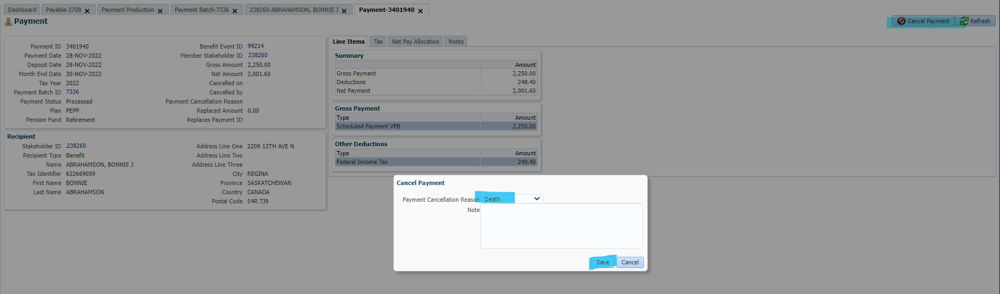 Dashboard Payable-3708 Payment Production Payment Batch-7336 238260-ABRAHAMSON, BONNIE J Payment-3401940
Payment
Cancel Payment Refresh
Payment ID 3401940
Payment Date 28-NOV-2022
Deposit Date 28-NOV-2022
Month End Date 30-NOV-2022
Tax Year 2022
Payment Batch ID 7336
Payment Status Processed
Plan PEPP
Pension Fund Retirement
Benefit Event ID 99214
Member Stakeholder ID 238260
Gross Amount 2,250.00
Net Amount 2,001.60
Cancelled on
Cancelled by
Payment Cancellation Reason
Replaced Amount 0.00
Replaces Payment ID
Recipient
Stakeholder ID 238260
Recipient Type Benefit
Name ABRAHAMSON, BONNIE J
Tax Identifier 622669059
First Name BONNIE
Last Name ABRAHAMSON
Address Line One 2209 12TH AVE N
Address Line Two
Address Line Three
City REGINA
Province SASKATCHEWAN
Country CANADA
Postal Code S4R 7J9
Line Items Tax Net Pay Allocation Notes
Summary
Amount
Gross Payment 2,250.00
Deductions 248.40
Net Payment 2,001.60
Gross Payment
Type Amount
Scheduled Payment VPB 2,250.00
Other Deductions
Type Amount
Federal Income Tax 248.40
Cancel Payment
Payment Cancellation Reason Death
Note
Save Cancel